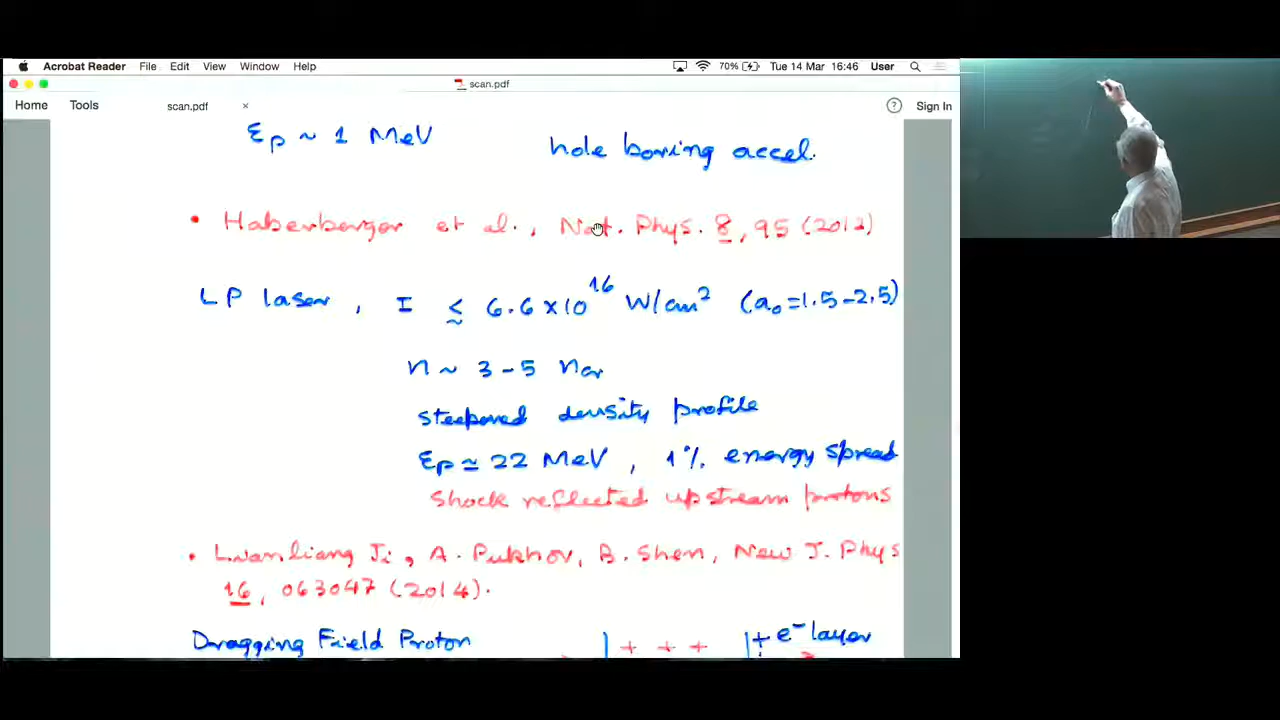 Acrobat Reader File Edit View Window Help 70% Tue 14 Mar 16:46 User
scan.pdf
Home Tools scan.pdf × ? Sign In
Ep ~ 1 MeV hole boring accel.
• Haberberger et al., Nat. Phys. 8, 95 (2012)
LP laser, I ≲ 6.6 × 10^16 W/cm² (a₀ = 1.5 - 2.5)
n ~ 3 - 5 ncr
steepened density profile
Ep ≃ 22 MeV, 1% energy spread
Shock reflected upstream protons
• Liangliang Ji, A. Pukhov, B. Shen, New J. Phys
16, 063047 (2014).
Dragging Field Proton + + + + e⁻ layer